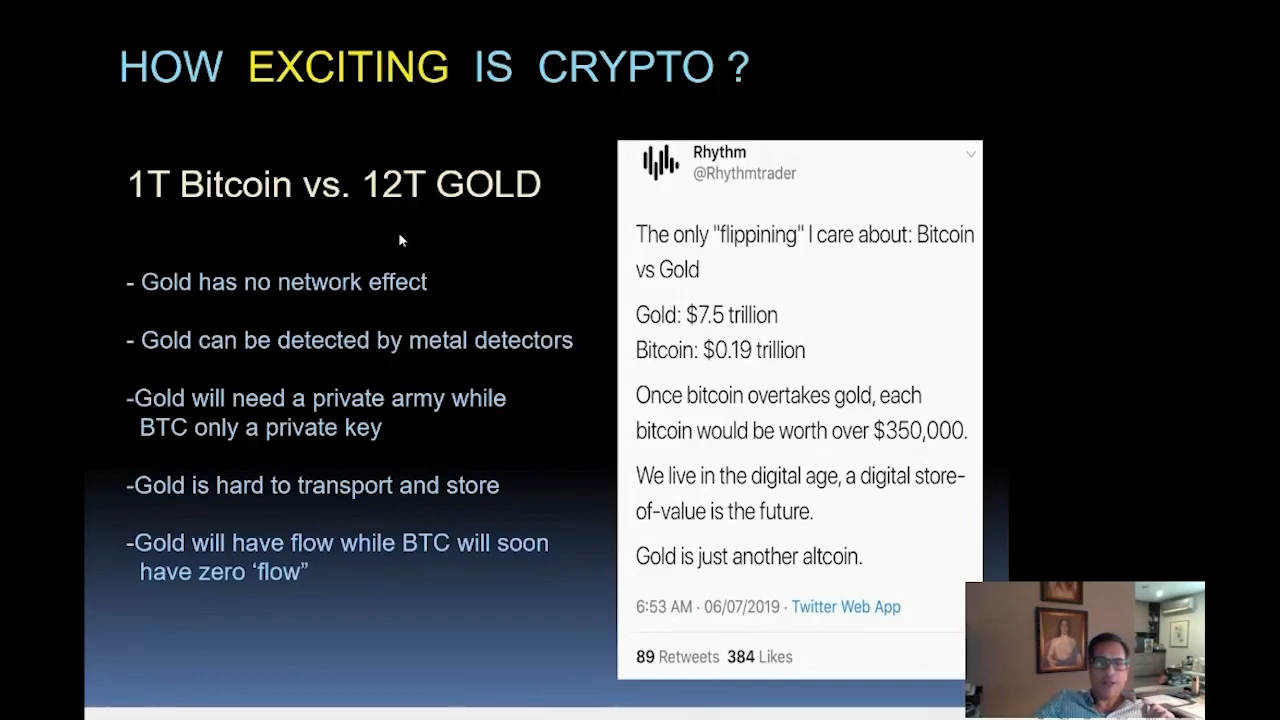 HOW EXCITING IS CRYPTO ?
1T Bitcoin vs. 12T GOLD
- Gold has no network effect
- Gold can be detected by metal detectors
-Gold will need a private army while
BTC only a private key
-Gold is hard to transport and store
-Gold will have flow while BTC will soon
have zero ‘flow”
Rhythm
@Rhythmtrader
The only "flippining" I care about: Bitcoin
vs Gold
Gold: $7.5 trillion
Bitcoin: $0.19 trillion
Once bitcoin overtakes gold, each
bitcoin would be worth over $350,000.
We live in the digital age, a digital store-
of-value is the future.
Gold is just another altcoin.
6:53 AM · 06/07/2019 · Twitter Web App
89 Retweets 384 Likes